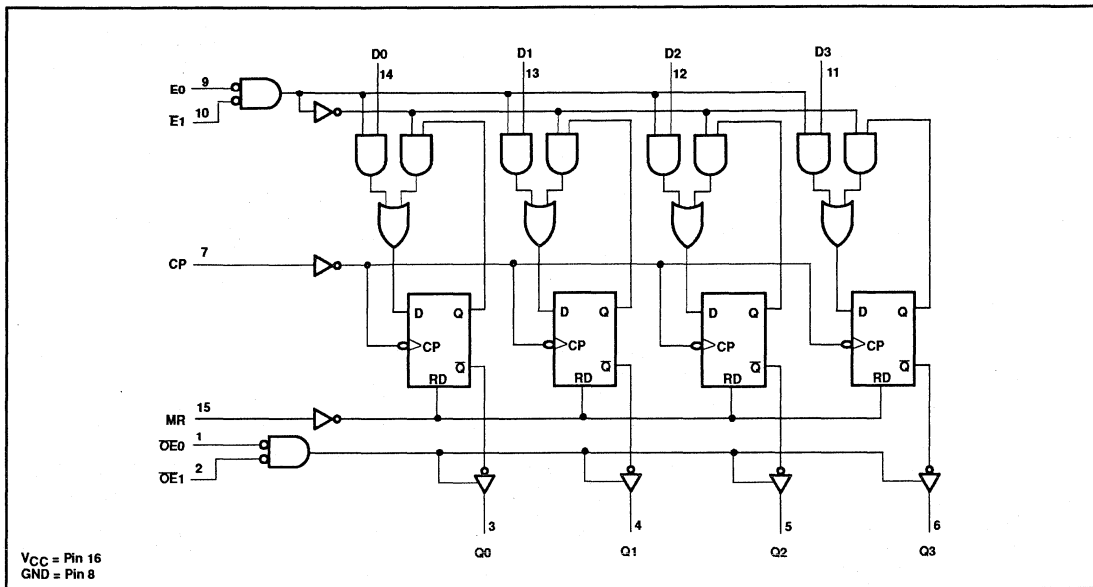 D0
14
D1
13
D2
12
D3
11
E0
9
E1
10
CP
7
D Q
CP
Q̅
RD
D Q
CP
Q̅
RD
D Q
CP
Q̅
RD
D Q
CP
Q̅
RD
MR
15
O̅E̅0
1
O̅E̅1
2
3
Q0
4
Q1
5
Q2
6
Q3
VCC = Pin 16
GND = Pin 8